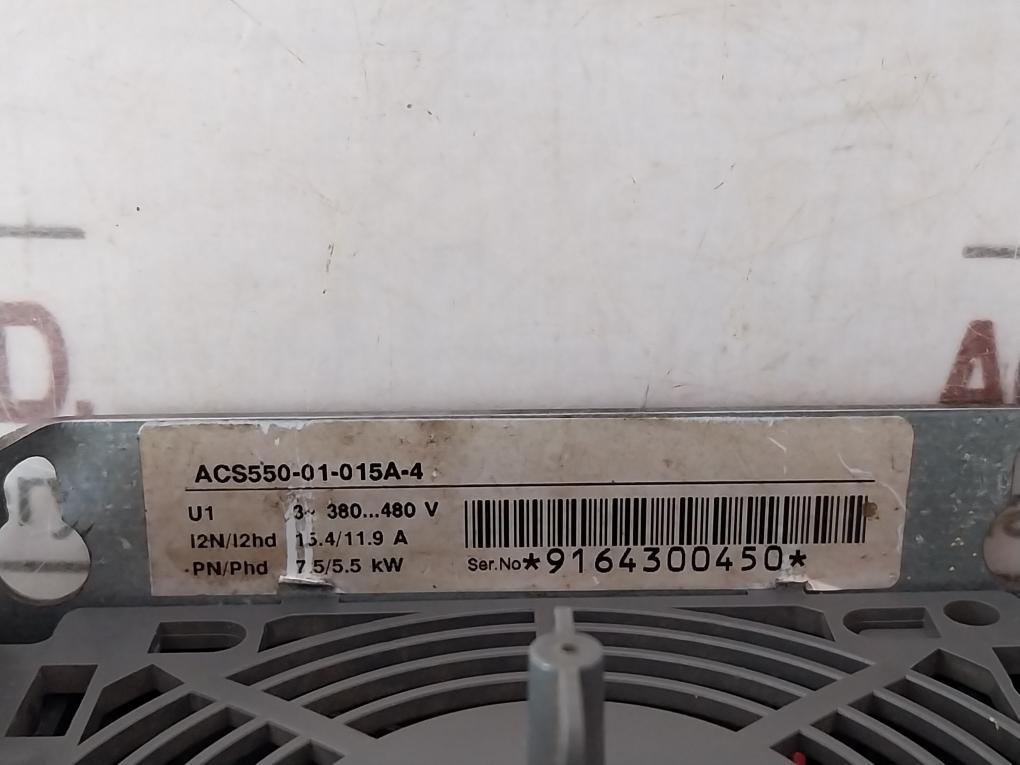 D.
A
ACS550-01-015A-4
U1 3~ 380...480 V
I2N/I2hd 15.4/11.9 A
PN/Phd 7.5/5.5 kW
Ser.No *9164300450*